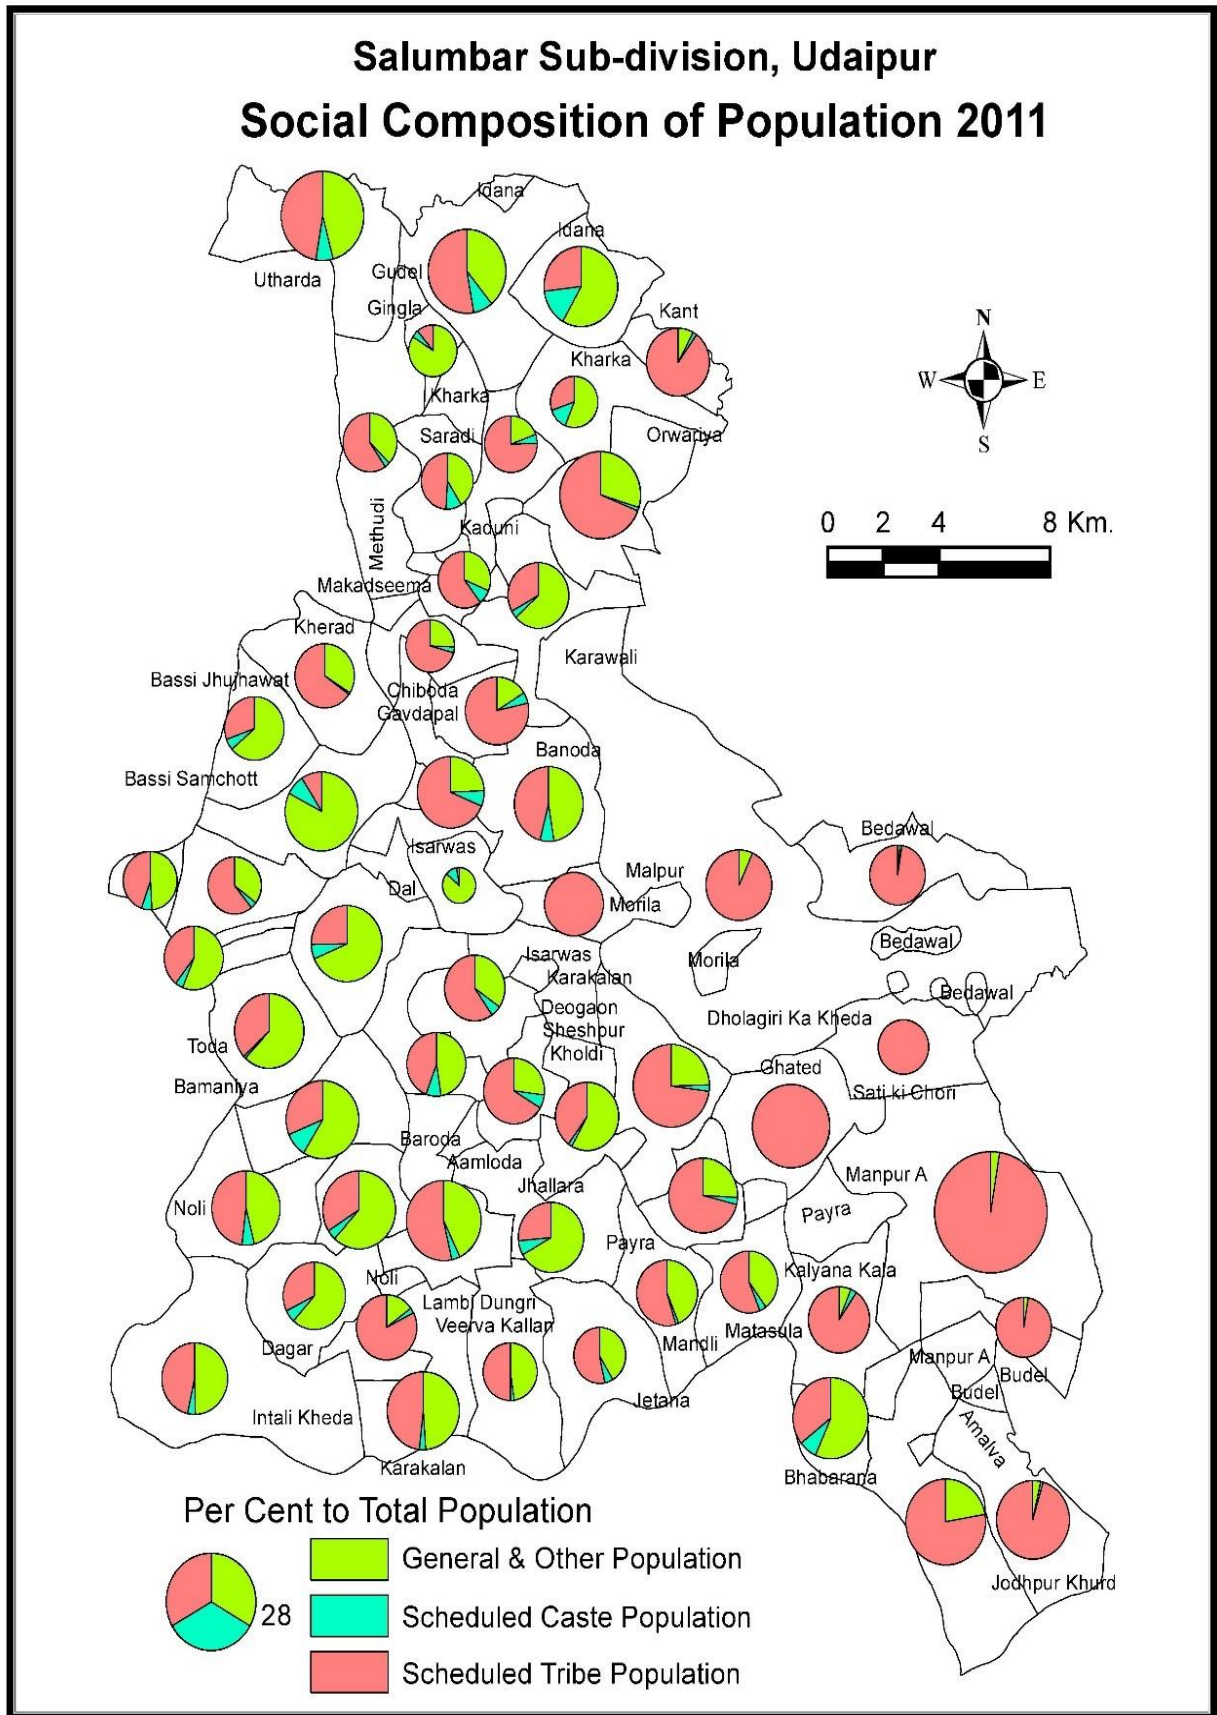 Salumbar Sub-division, Udaipur
Social Composition of Population 2011
Idana
Idana
Utharda
Gudel
Gingla
Kant
N
W
E
S
Kharka
Kharka
Saradi
Orwariya
0 2 4 8 Km.
Methudi
Kaduni
Makadseema
Kherad
Karawali
Bassi Jhujhawat
Chiboda
Gavdapal
Banoda
Bassi Samchott
Isarwas
Bedawal
Dal
Malpur
Morila
Bedawal
Isarwas
Karakalan
Morila
Bedawal
Deogaon
Sheshpur
Kholdi
Dholagiri Ka Kheda
Toda
Bamaniya
Ghated
Sati ki Chori
Baroda
Aamloda
Jhallara
Manpur A
Noli
Payra
Payra
Noli
Kalyana Kala
Lambi Dungri
Veerva Kallan
Dagar
Mandli
Matasula
Manpur A
Budel
Budel
Jetana
Intali Kheda
Amalva
Karakalan
Bhabarana
Jodhpur Khurd
Per Cent to Total Population
28
General & Other Population
Scheduled Caste Population
Scheduled Tribe Population